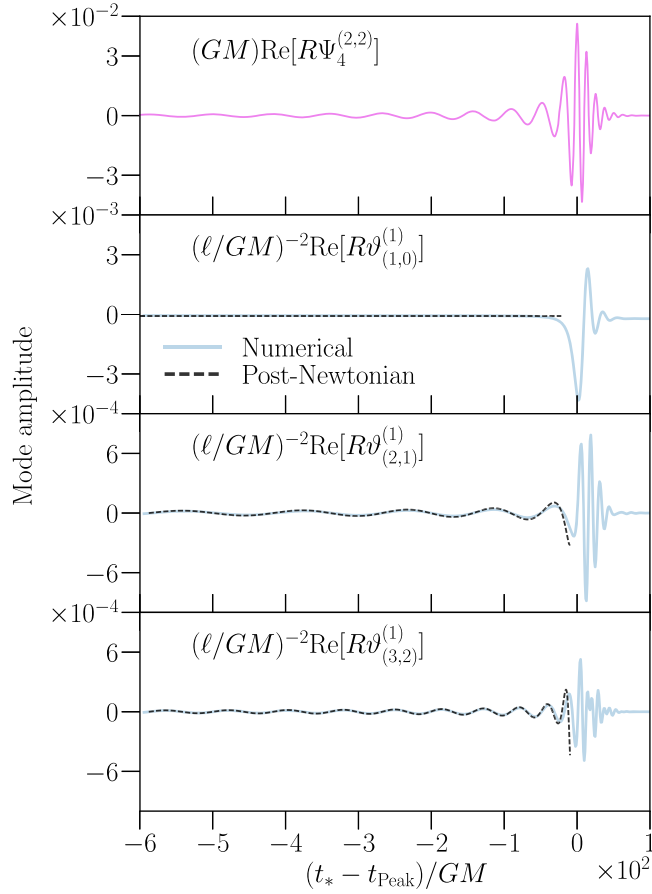 ×10⁻²
(GM)Re[RΨ₄^{(2,2)}]
3
0
−3
×10⁻³
(ℓ/GM)⁻²Re[Rϑ^{(1)}_{(1,0)}]
3
0
−3
Numerical
Post-Newtonian
×10⁻⁴
(ℓ/GM)⁻²Re[Rϑ^{(1)}_{(2,1)}]
6
0
−6
×10⁻⁴
(ℓ/GM)⁻²Re[Rϑ^{(1)}_{(3,2)}]
6
0
−6
Mode amplitude
−6 −5 −4 −3 −2 −1 0 1
(t_* − t_{Peak})/GM
×10²